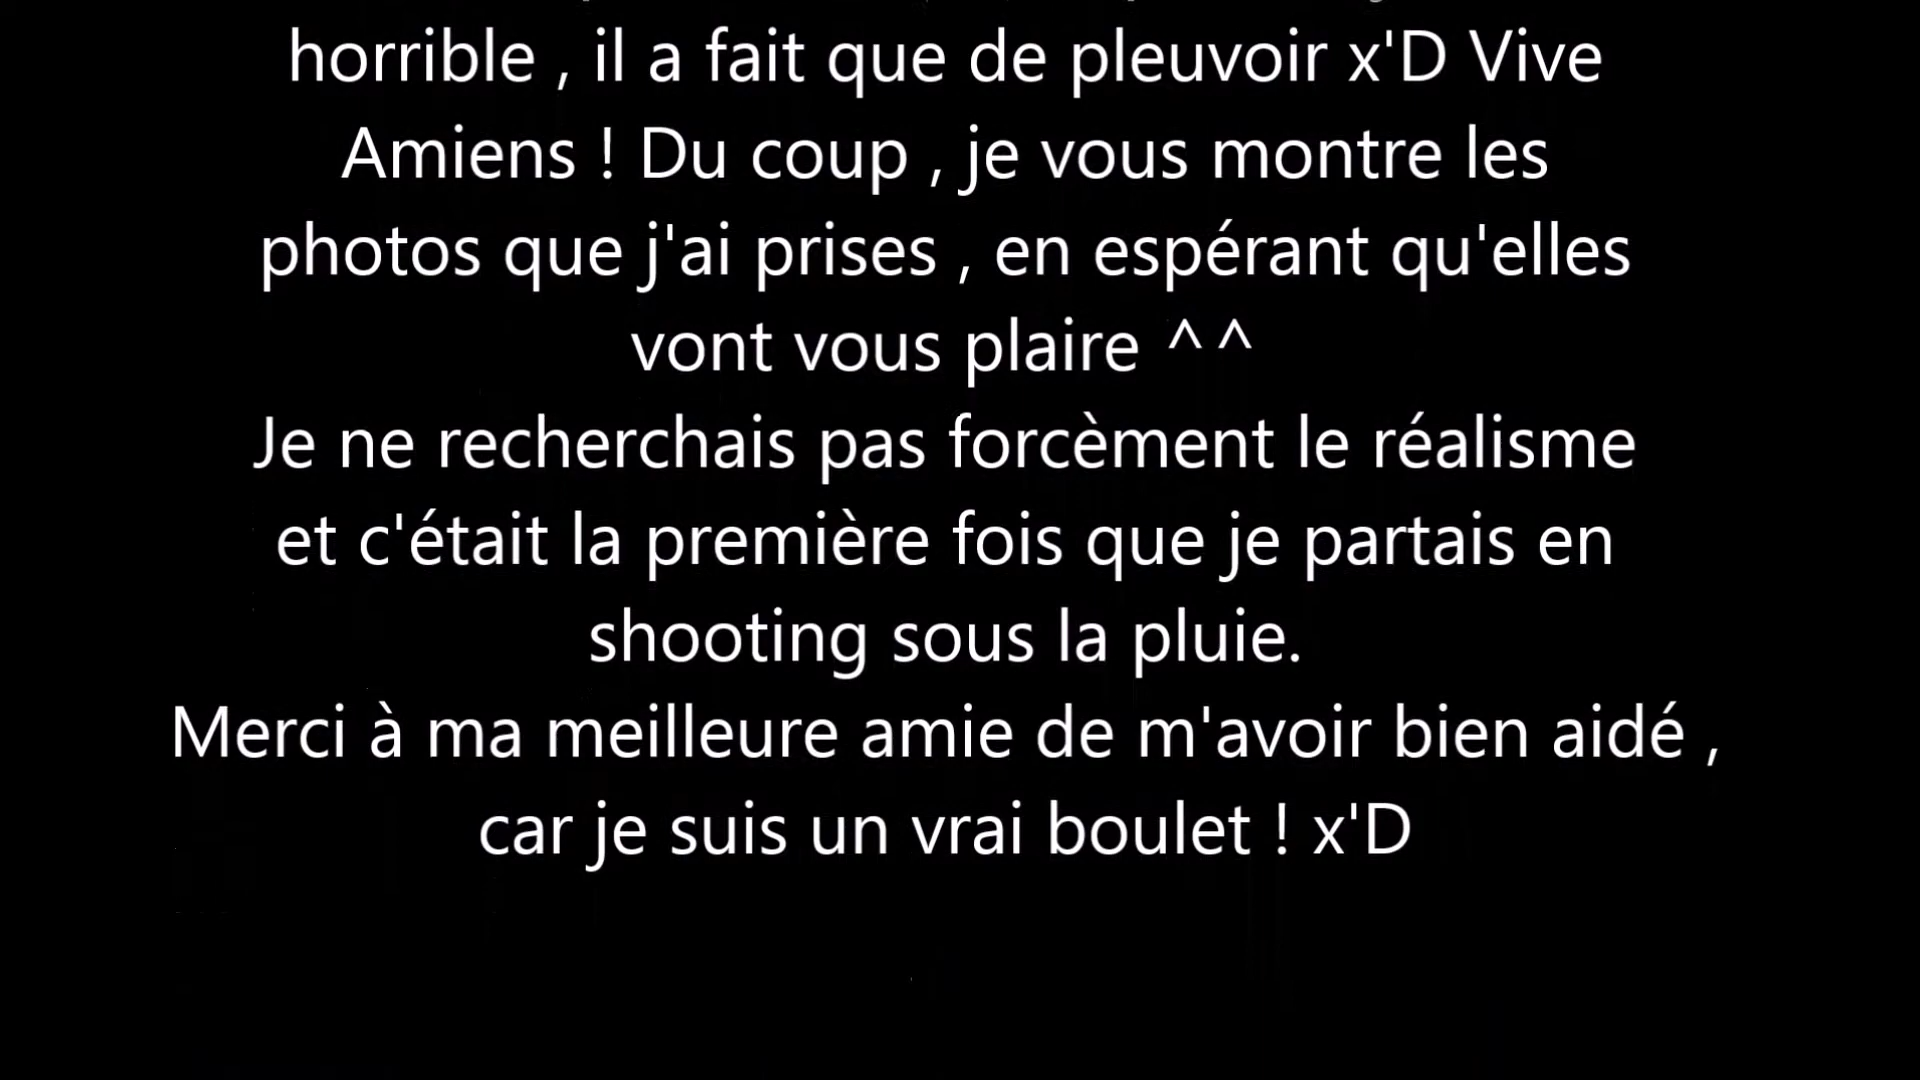 horrible , il a fait que de pleuvoir x'D Vive
Amiens ! Du coup , je vous montre les
photos que j'ai prises , en espérant qu'elles
vont vous plaire ^^
Je ne recherchais pas forcèment le réalisme
et c'était la première fois que je partais en
shooting sous la pluie.
Merci à ma meilleure amie de m'avoir bien aidé ,
car je suis un vrai boulet ! x'D